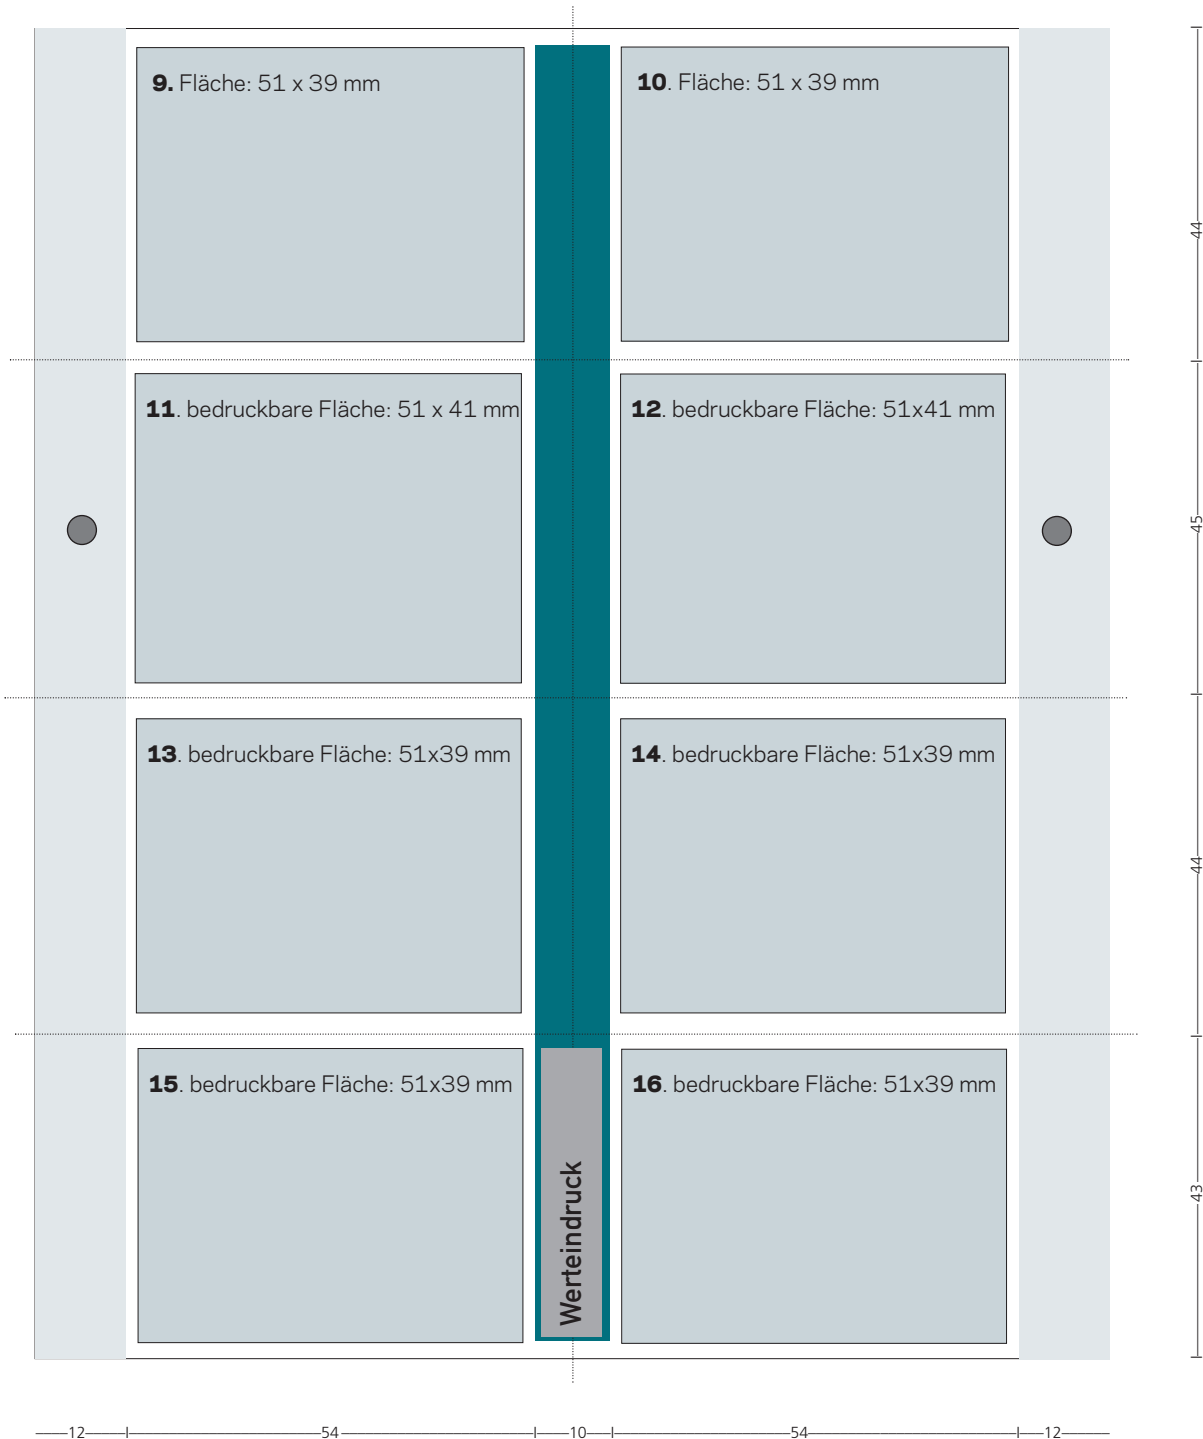 9. Fläche: 51 x 39 mm
10. Fläche: 51 x 39 mm
44
11. bedruckbare Fläche: 51 x 41 mm
12. bedruckbare Fläche: 51x41 mm
45
13. bedruckbare Fläche: 51x39 mm
14. bedruckbare Fläche: 51x39 mm
44
15. bedruckbare Fläche: 51x39 mm
16. bedruckbare Fläche: 51x39 mm
Werteindruck
43
12 54 10 54 12